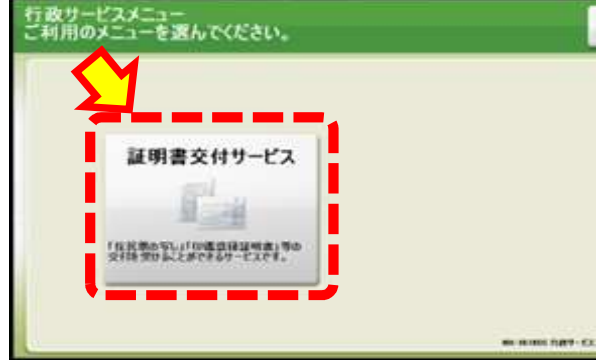 行政サービスメニュー
ご利用のメニューを選んでください。
証明書交付サービス
「住民票の写し」「印鑑登録証明書」等の
交付を受けることができるサービスです。